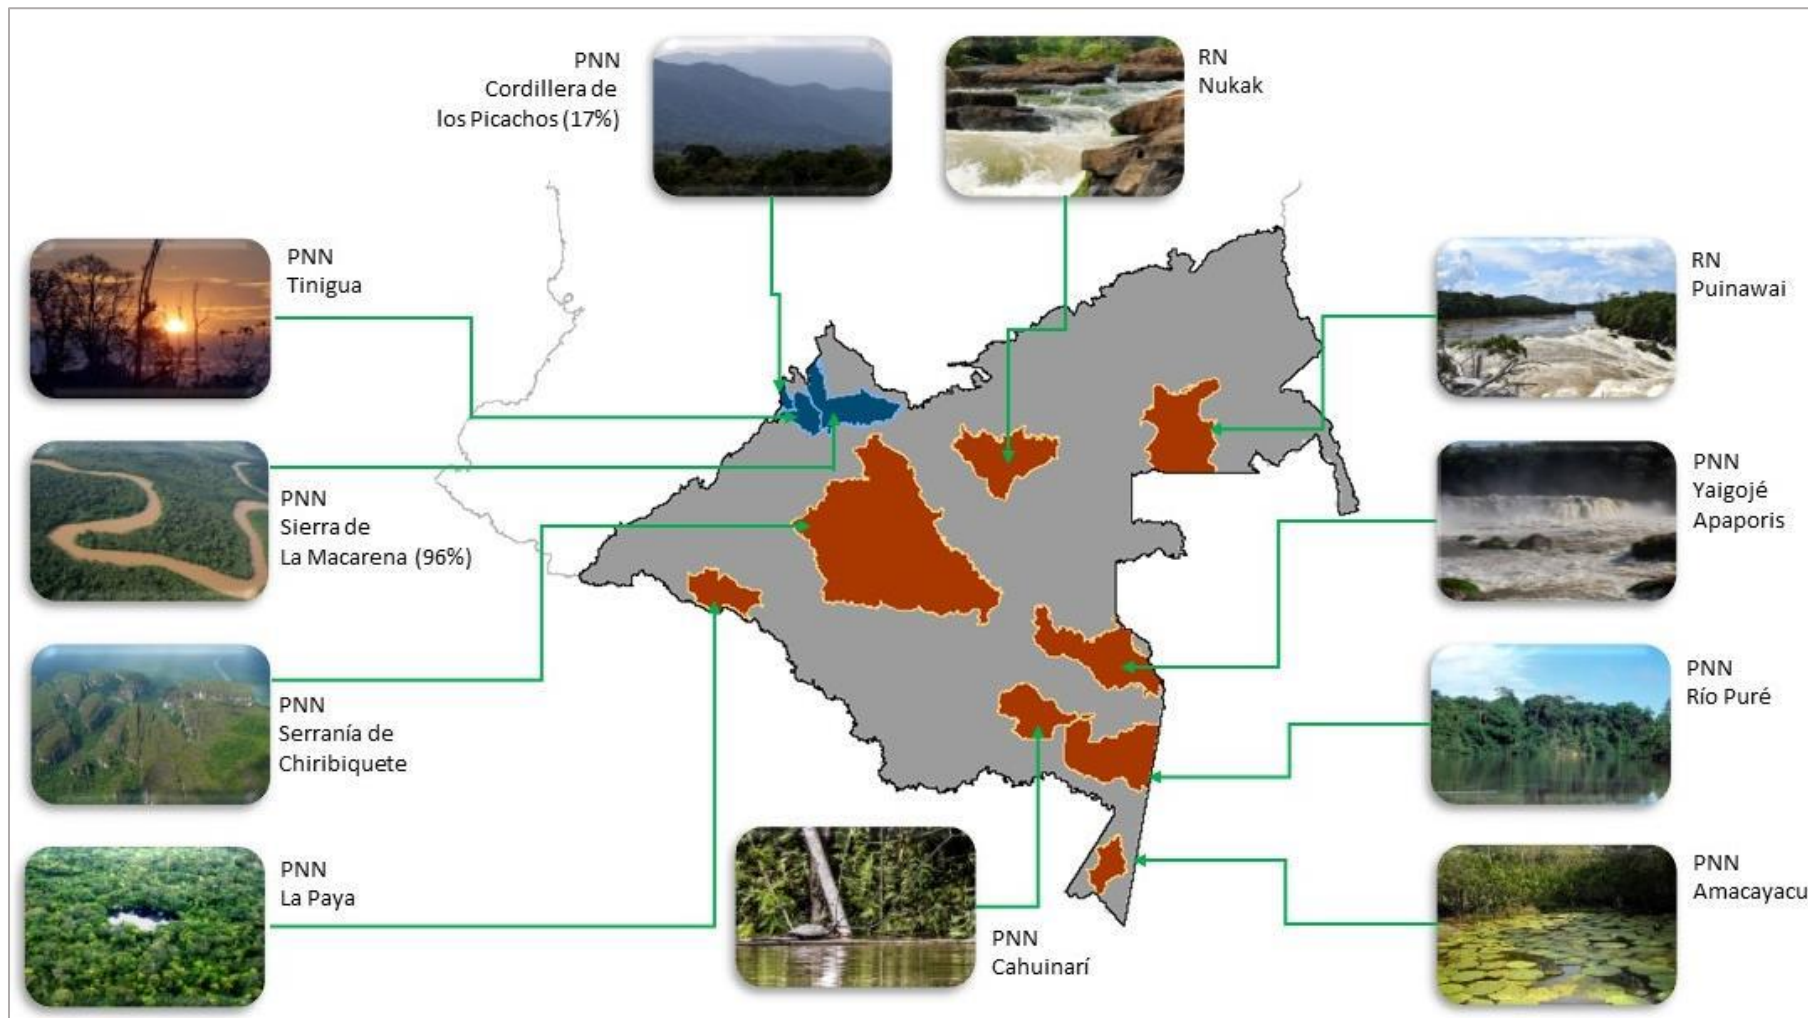 PNN
Cordillera de
los Picachos (17%)
RN
Nukak
PNN
Tinigua
RN
Puinawai
PNN
Sierra de
La Macarena (96%)
PNN
Yaigojé
Apaporis
PNN
Serranía de
Chiribiquete
PNN
Río Puré
PNN
La Paya
PNN
Cahuinarí
PNN
Amacayacu